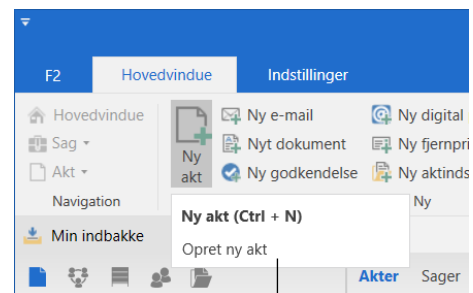 F2 Hovedvindue Indstillinger
Hovedvindue Ny e-mail Ny digital
Sag Nyt dokument Ny fjernpri
Akt Ny akt Ny godkendelse Ny aktinds
Navigation Ny
Ny akt (Ctrl + N)
Min indbakke
Opret ny akt
Akter Sager